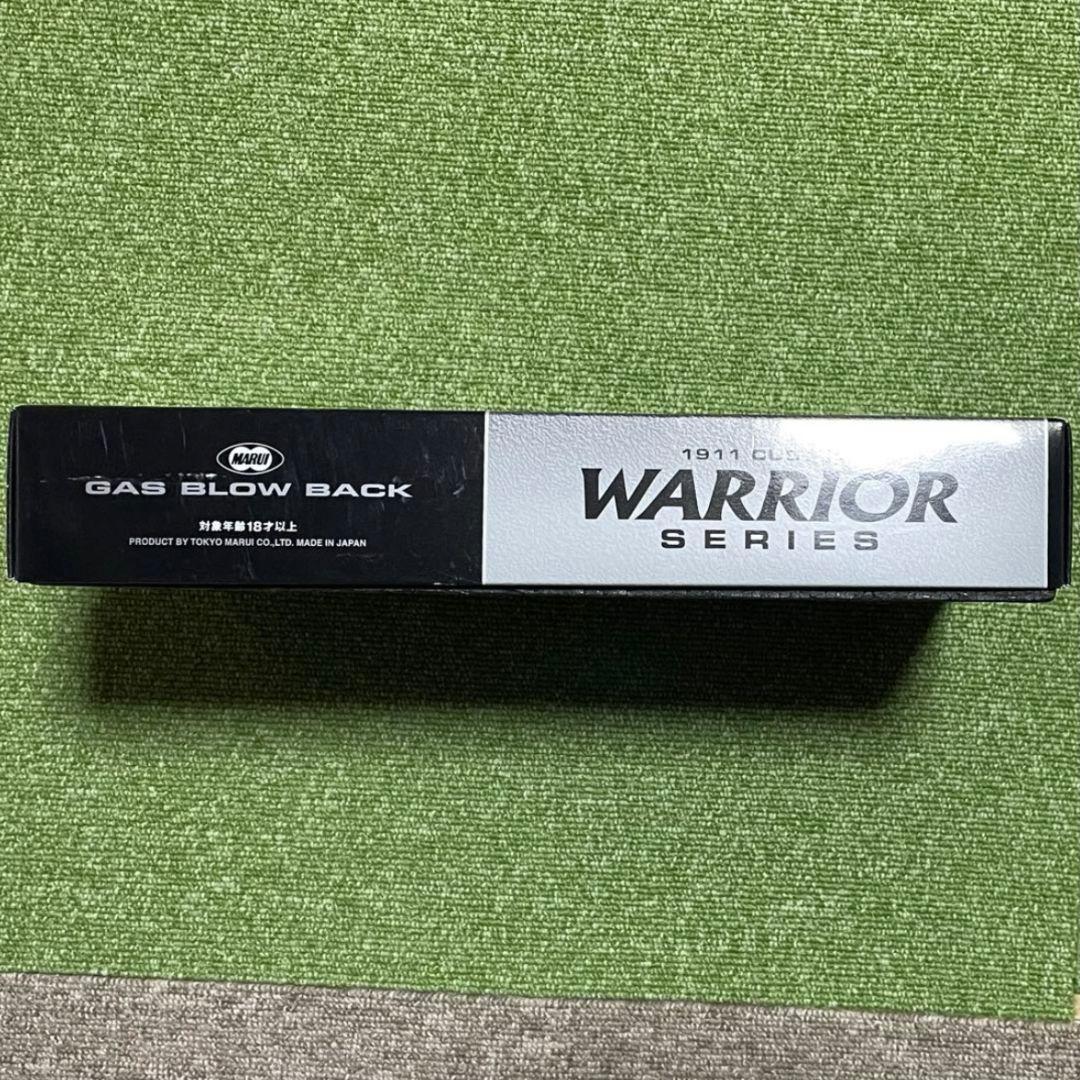 MARUI
GAS BLOW BACK
対象年齢18才以上
PRODUCT BY TOKYO MARUI CO.,LTD. MADE IN JAPAN
1911
WARRIOR
SERIES